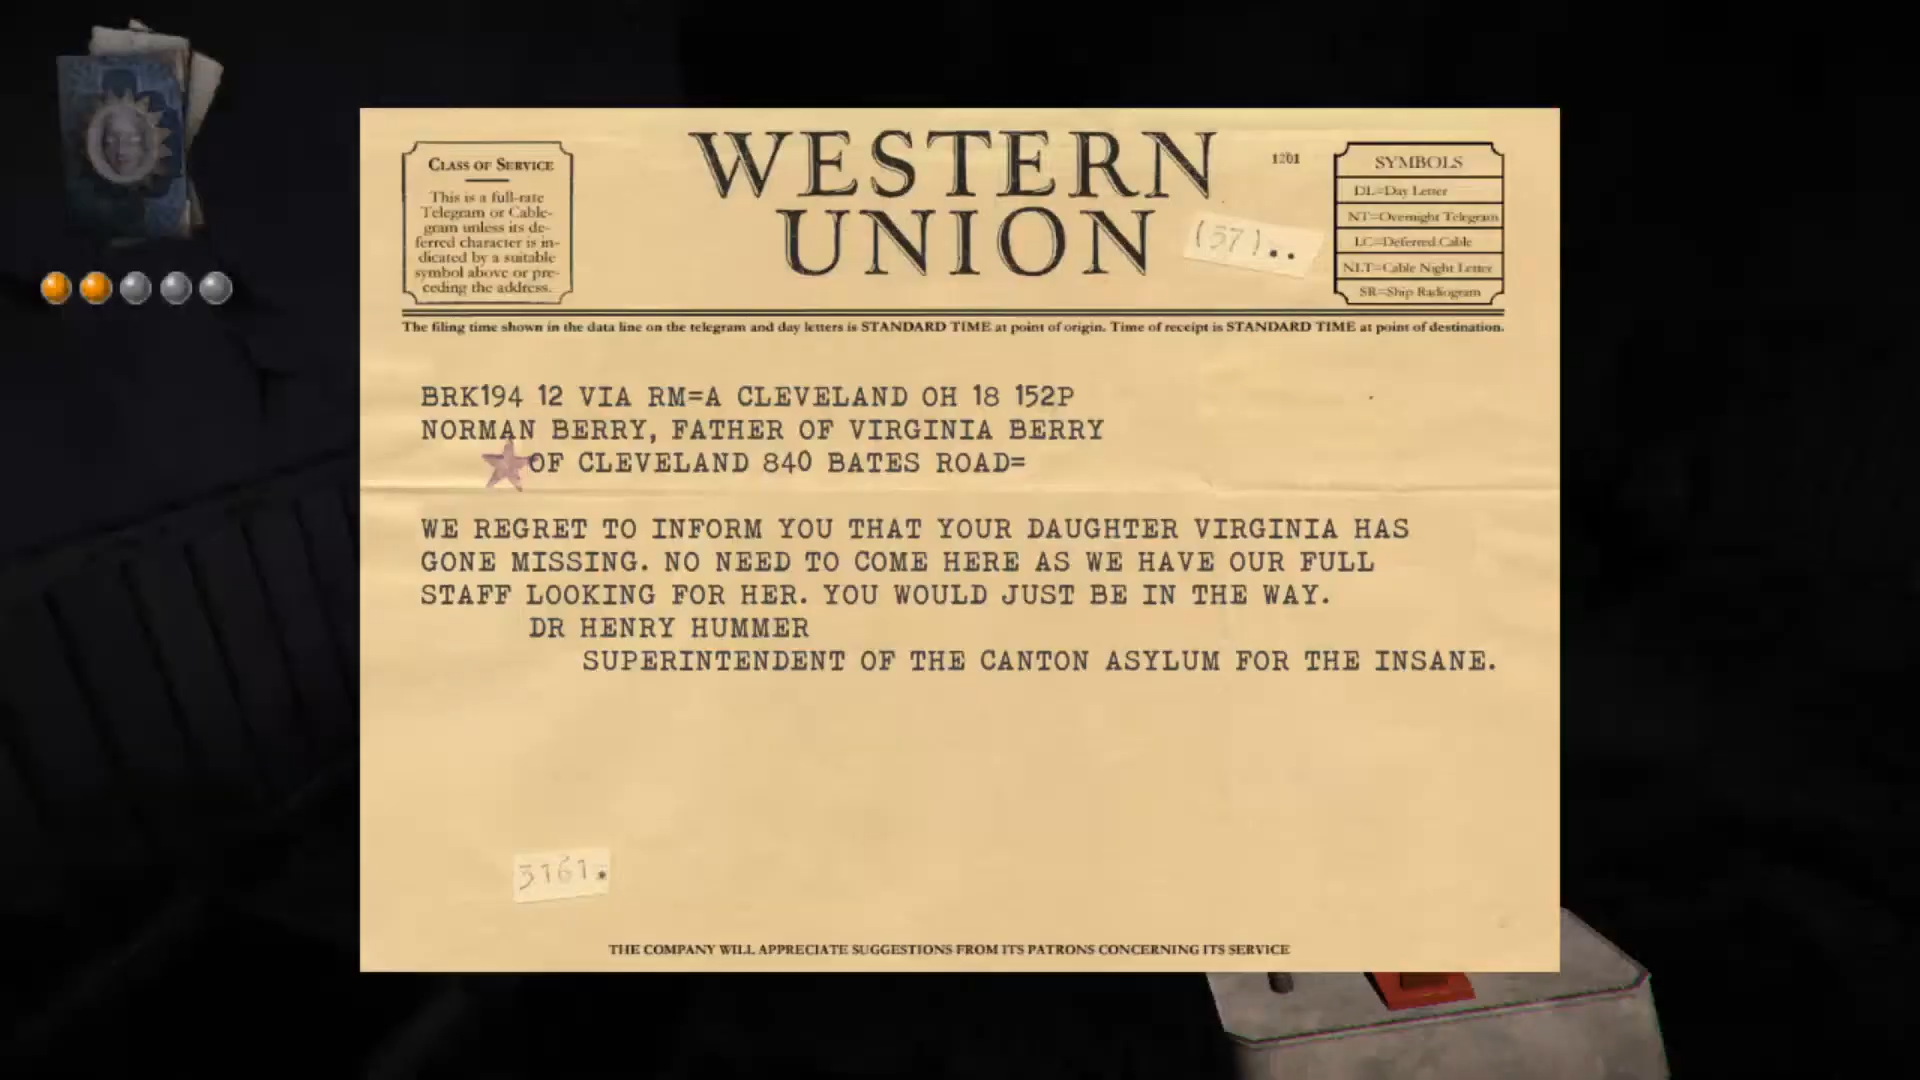 CLASS OF SERVICE
This is a full-rate
Telegram or Cable-
gram unless its de-
ferred character is in-
dicated by a suitable
symbol above or pre-
ceding the address.
WESTERN
UNION
1201
(37)..
SYMBOLS
DL=Day Letter
NT=Overnight Telegram
LC=Deferred Cable
NLT=Cable Night Letter
SR=Ship Radiogram
The filing time shown in the data line on the telegram and day letters is STANDARD TIME at point of origin. Time of receipt is STANDARD TIME at point of destination.
BRK194 12 VIA RM=A CLEVELAND OH 18 152P
NORMAN BERRY, FATHER OF VIRGINIA BERRY
OF CLEVELAND 840 BATES ROAD=
WE REGRET TO INFORM YOU THAT YOUR DAUGHTER VIRGINIA HAS
GONE MISSING. NO NEED TO COME HERE AS WE HAVE OUR FULL
STAFF LOOKING FOR HER. YOU WOULD JUST BE IN THE WAY.
DR HENRY HUMMER
SUPERINTENDENT OF THE CANTON ASYLUM FOR THE INSANE.
3161.
THE COMPANY WILL APPRECIATE SUGGESTIONS FROM ITS PATRONS CONCERNING ITS SERVICE